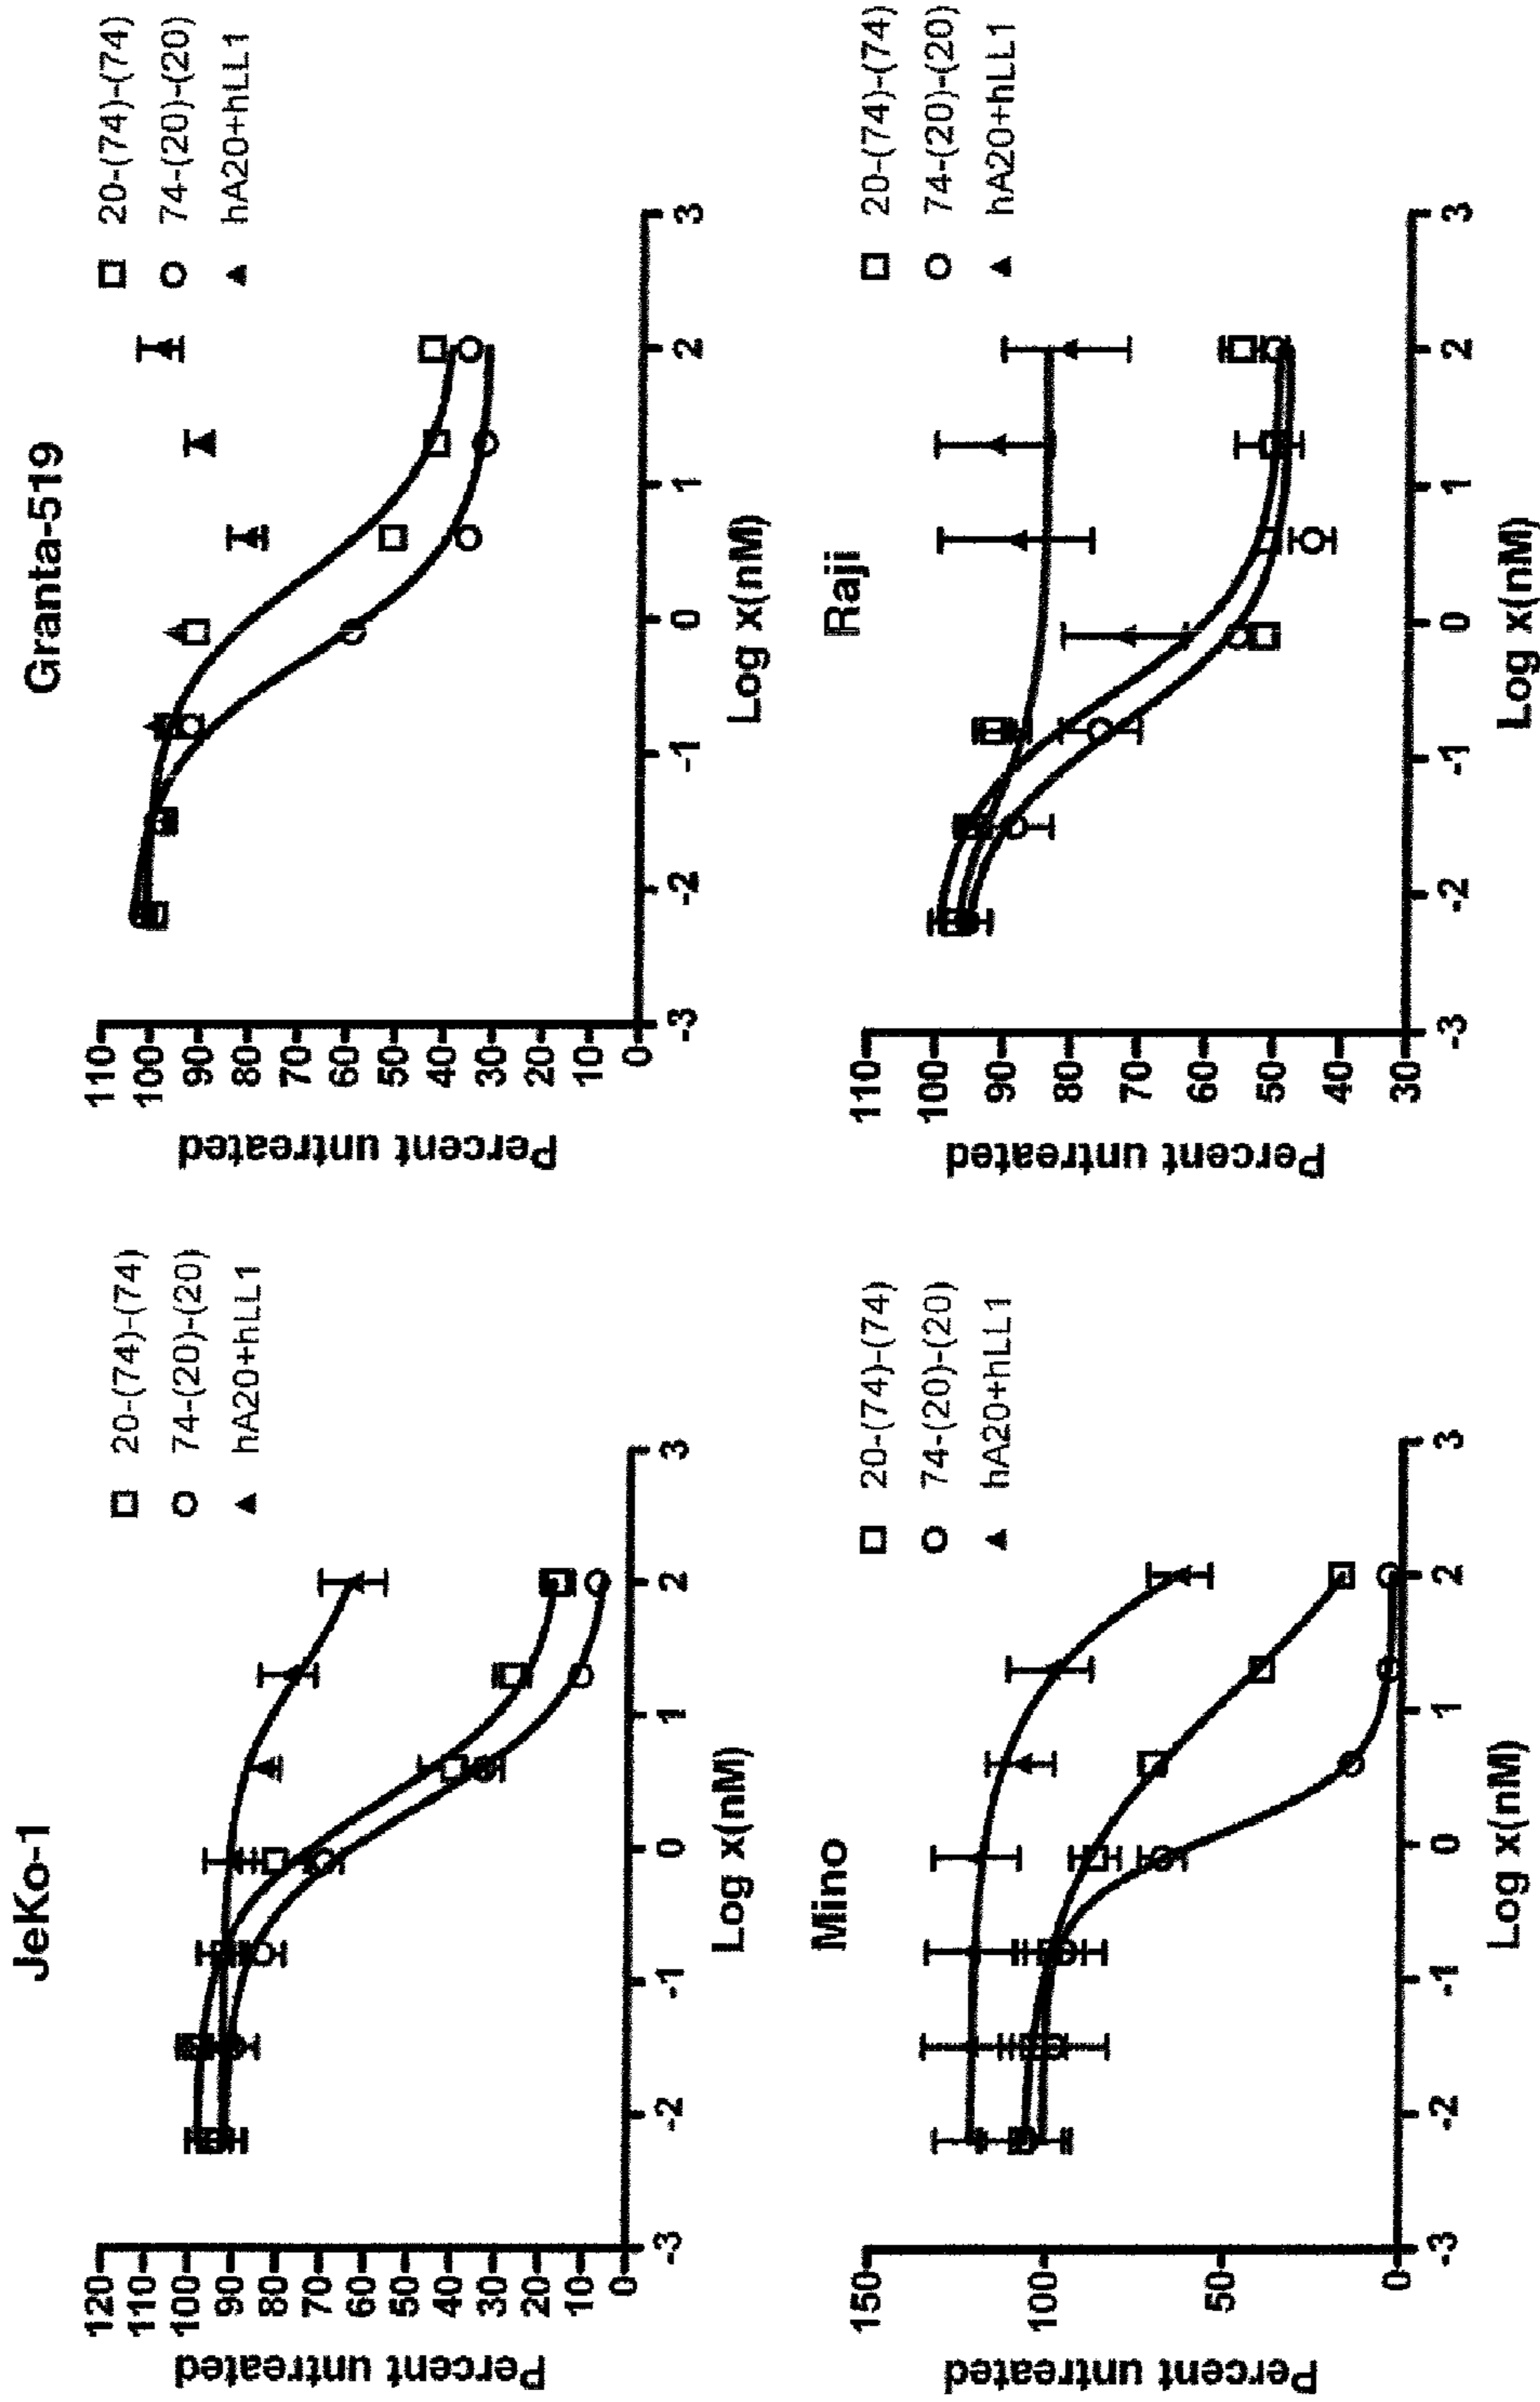 JeKo-1
□ 20-(74)-(74)
○ 74-(20)-(20)
▲ hA20+hLL1
Percent untreated
120
110
100
90
80
70
60
50
40
30
20
10
0
-3 -2 -1 0 1 2 3
Log x(nM)
Granta-519
□ 20-(74)-(74)
○ 74-(20)-(20)
▲ hA20+hLL1
Percent untreated
110
100
90
80
70
60
50
40
30
20
10
0
-3 -2 -1 0 1 2 3
Log x(nM)
Mino
□ 20-(74)-(74)
○ 74-(20)-(20)
▲ hA20+hLL1
Percent untreated
150
100
50
0
-3 -2 -1 0 1 2 3
Log x(nM)
Raji
□ 20-(74)-(74)
○ 74-(20)-(20)
▲ hA20+hLL1
Percent untreated
110
100
90
80
70
60
50
40
30
-3 -2 -1 0 1 2 3
Log x(nM)